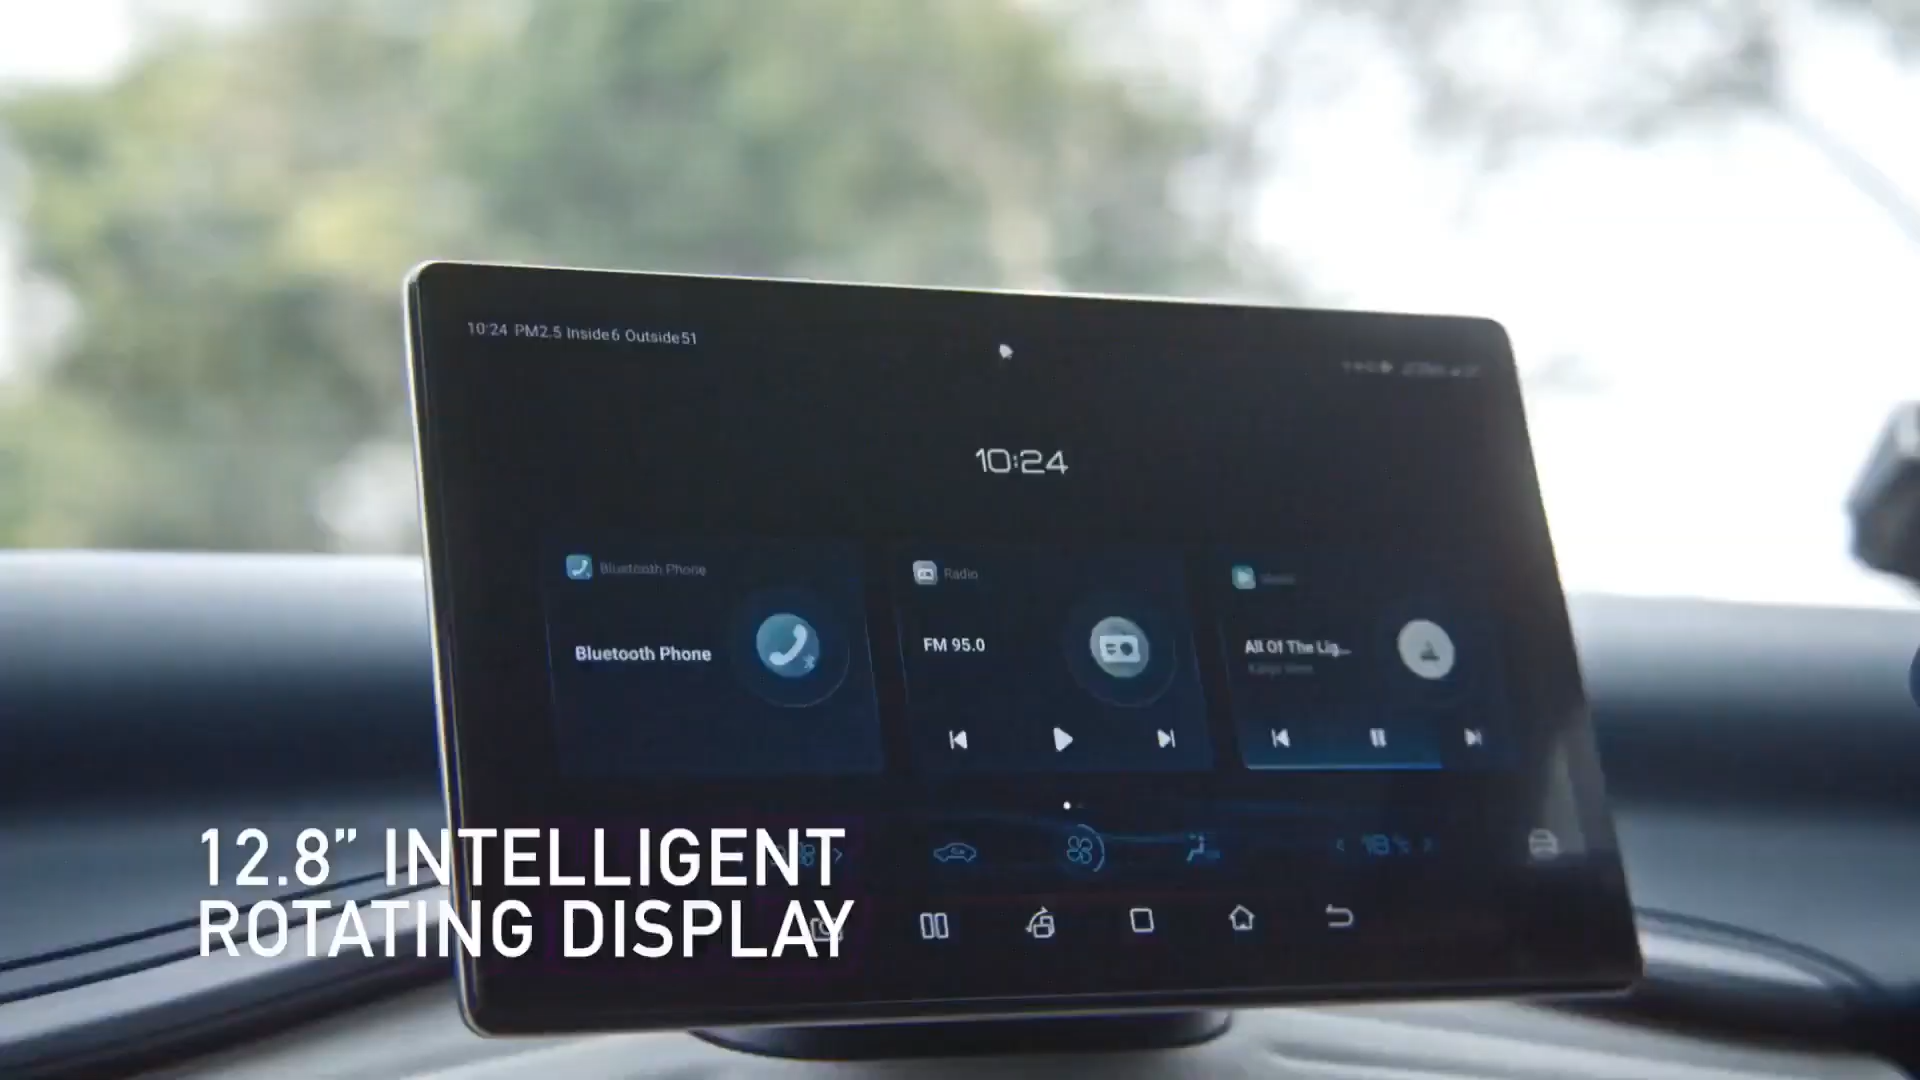 10:24 PM2.5 Inside6 Outside51
10:24
Bluetooth Phone
Bluetooth Phone
Radio
FM 95.0
All Of The Lig...
18
12.8” INTELLIGENT
ROTATING DISPLAY